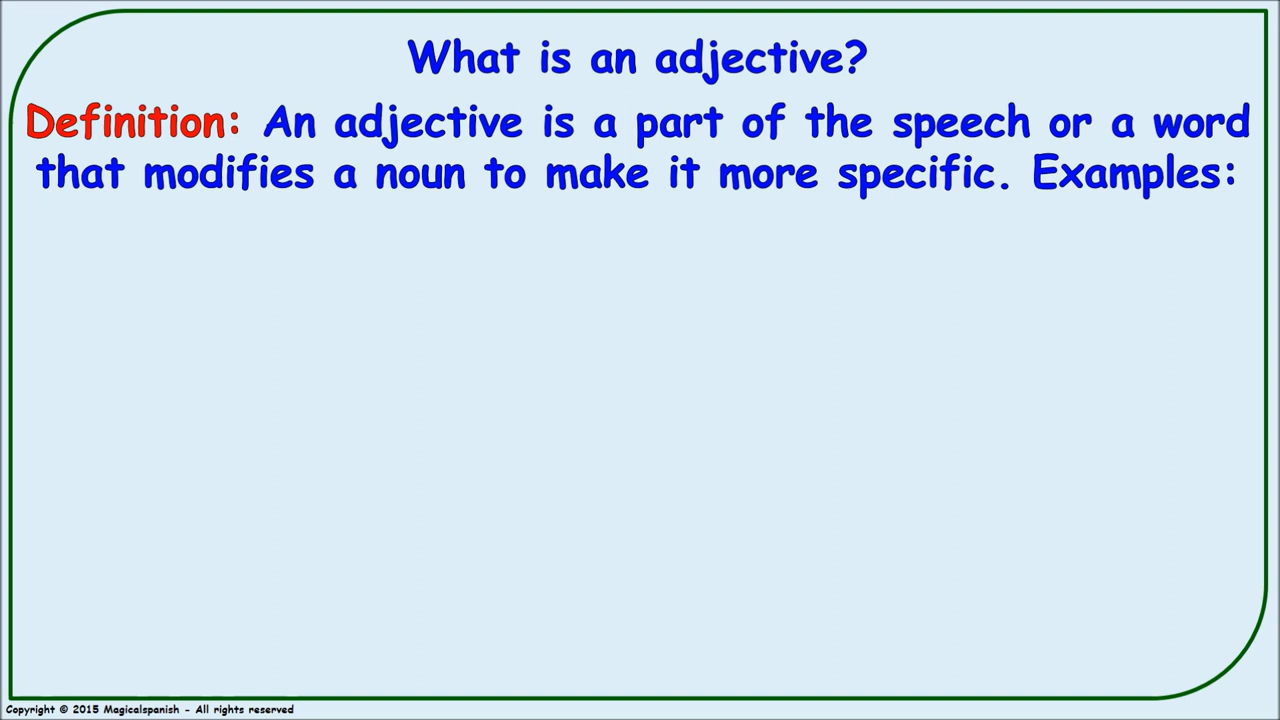 What is an adjective?
Definition: An adjective is a part of the speech or a word
that modifies a noun to make it more specific. Examples:
Copyright © 2015 Magicalspanish - All rights reserved